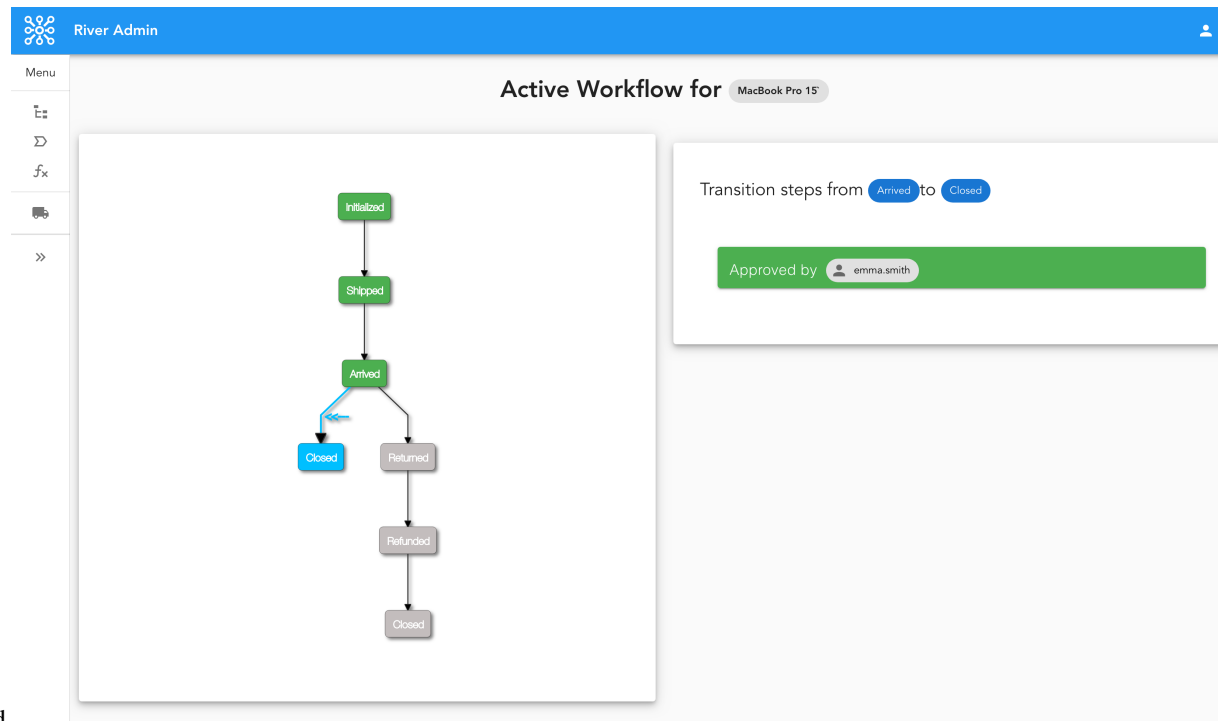 River Admin
Menu
Active Workflow for MacBook Pro 15"
Initialized
Shipped
Arrived
Closed
Returned
Refunded
Closed
Transition steps from Arrived to Closed
Approved by emma.smith